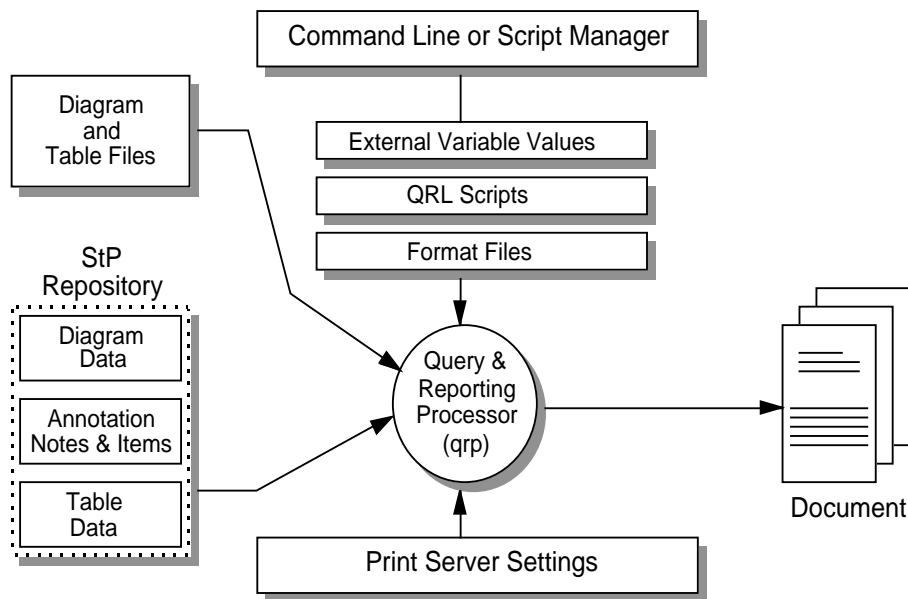 Command Line or Script Manager
Diagram
and
Table Files
External Variable Values
QRL Scripts
Format Files
StP
Repository
Diagram
Data
Annotation
Notes & Items
Table
Data
Query &
Reporting
Processor
(qrp)
Document
Print Server Settings